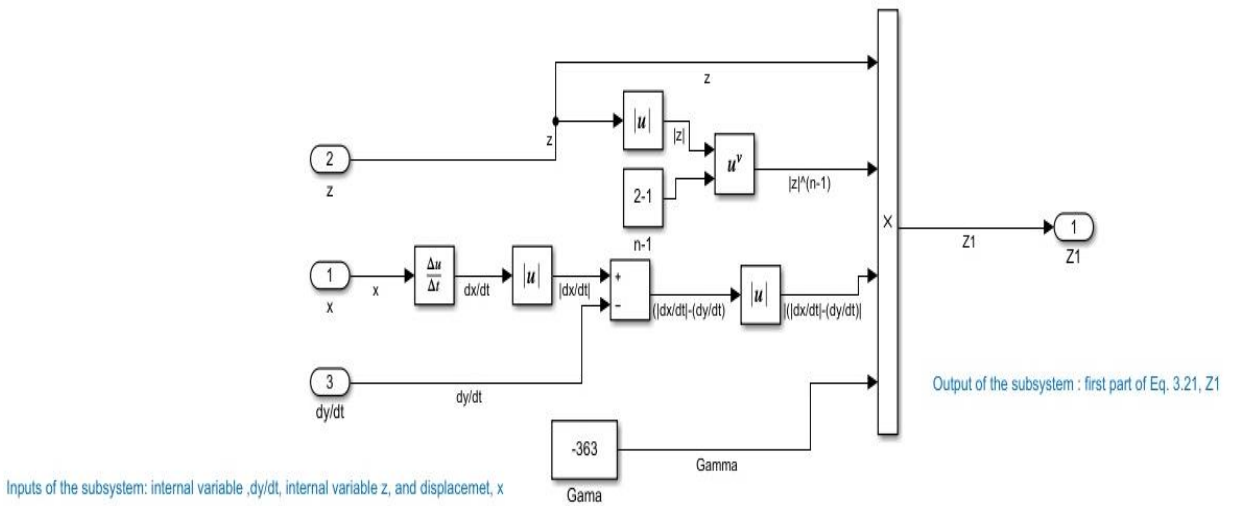 z
|u|
|z|
z
2
z
u^v
|z|^(n-1)
2-1
n-1
×
Z1
1
Z1
1
x
x
Δu
Δt
dx/dt
|u|
|dx/dt|
+
−
(|dx/dt|-(dy/dt)
|u|
|(|dx/dt|-(dy/dt)|
3
dy/dt
dy/dt
Output of the subsystem : first part of Eq. 3.21, Z1
-363
Gama
Gamma
Inputs of the subsystem: internal variable ,dy/dt, internal variable z, and displacemet, x